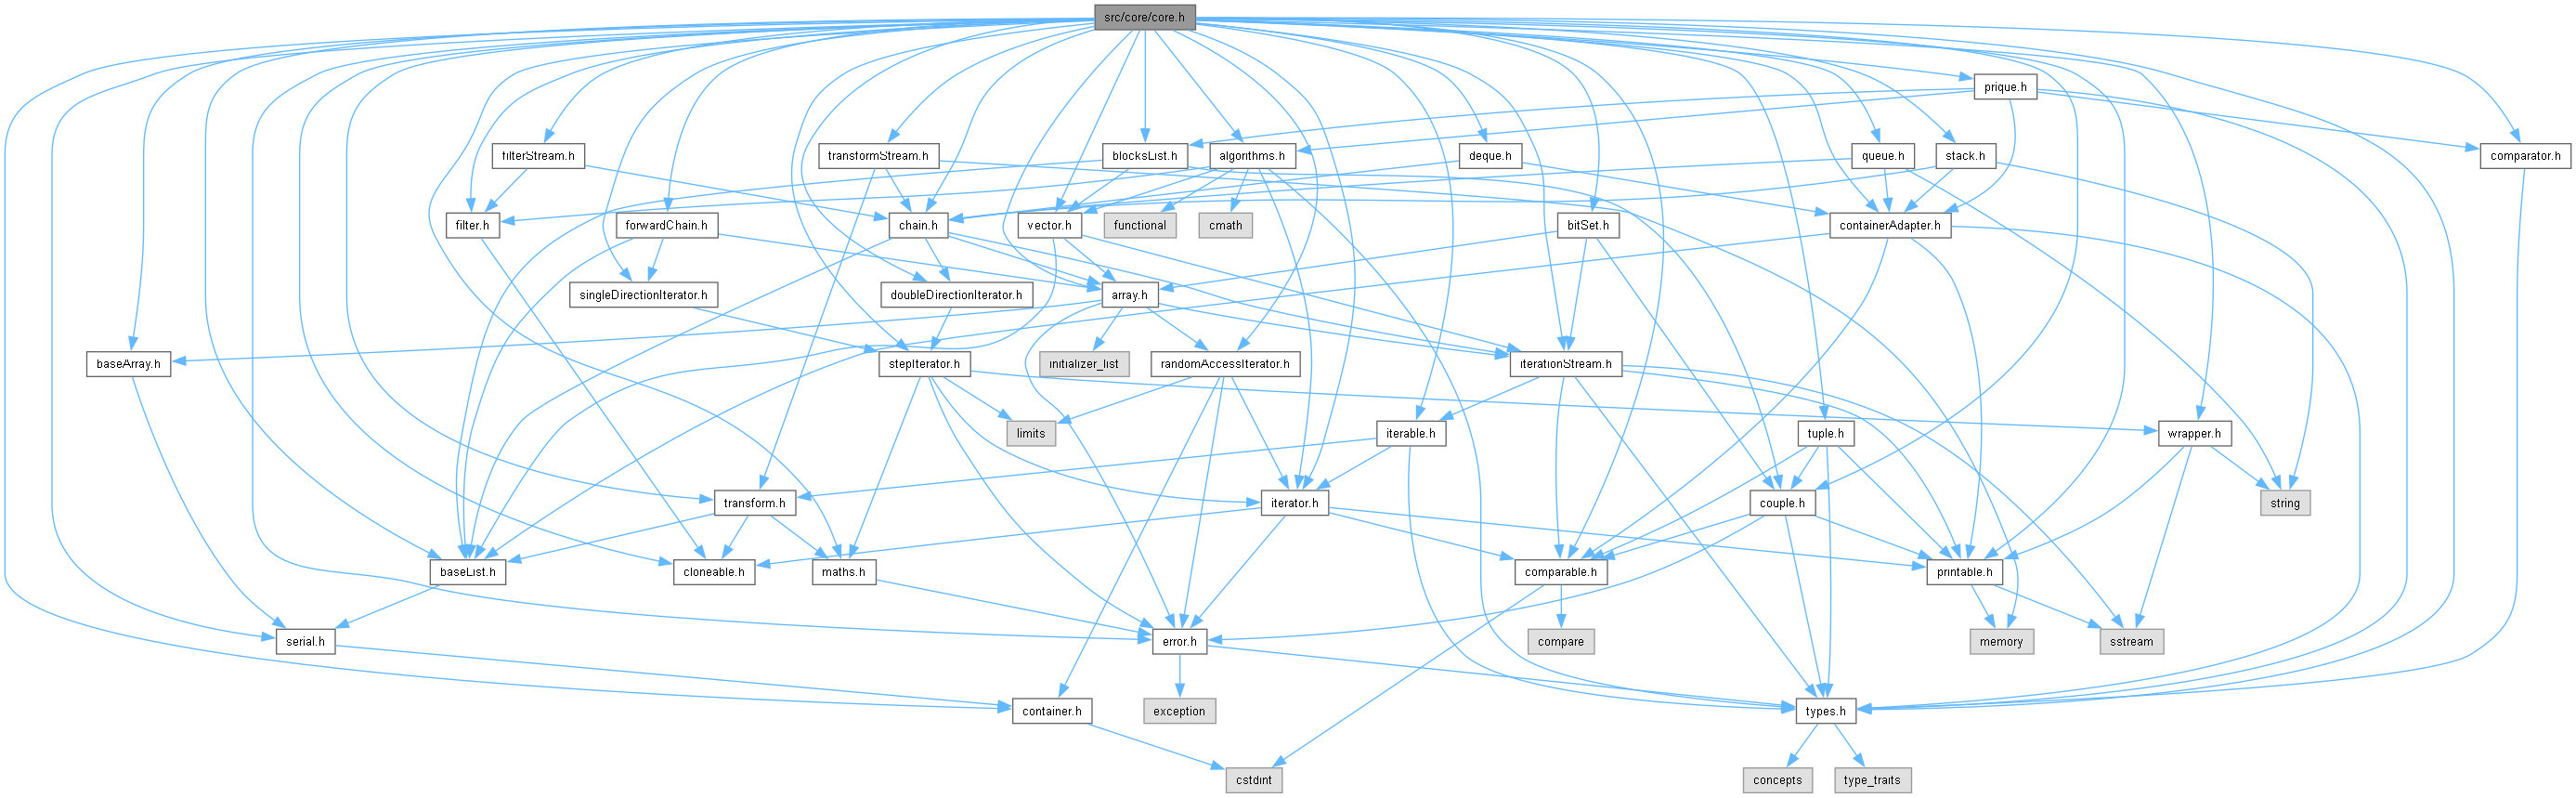 src/core/core.h
prique.h
filterStream.h
transformStream.h
blocksList.h
algorithms.h
deque.h
queue.h
stack.h
comparator.h
filter.h
forwardChain.h
chain.h
vector.h
functional
cmath
bitSet.h
containerAdapter.h
singleDirectionIterator.h
doubleDirectionIterator.h
array.h
baseArray.h
stepIterator.h
initializer_list
randomAccessIterator.h
iterationStream.h
limits
iterable.h
tuple.h
wrapper.h
transform.h
iterator.h
couple.h
string
baseList.h
cloneable.h
maths.h
comparable.h
printable.h
serial.h
error.h
compare
memory
sstream
container.h
exception
types.h
cstdint
concepts
type_traits